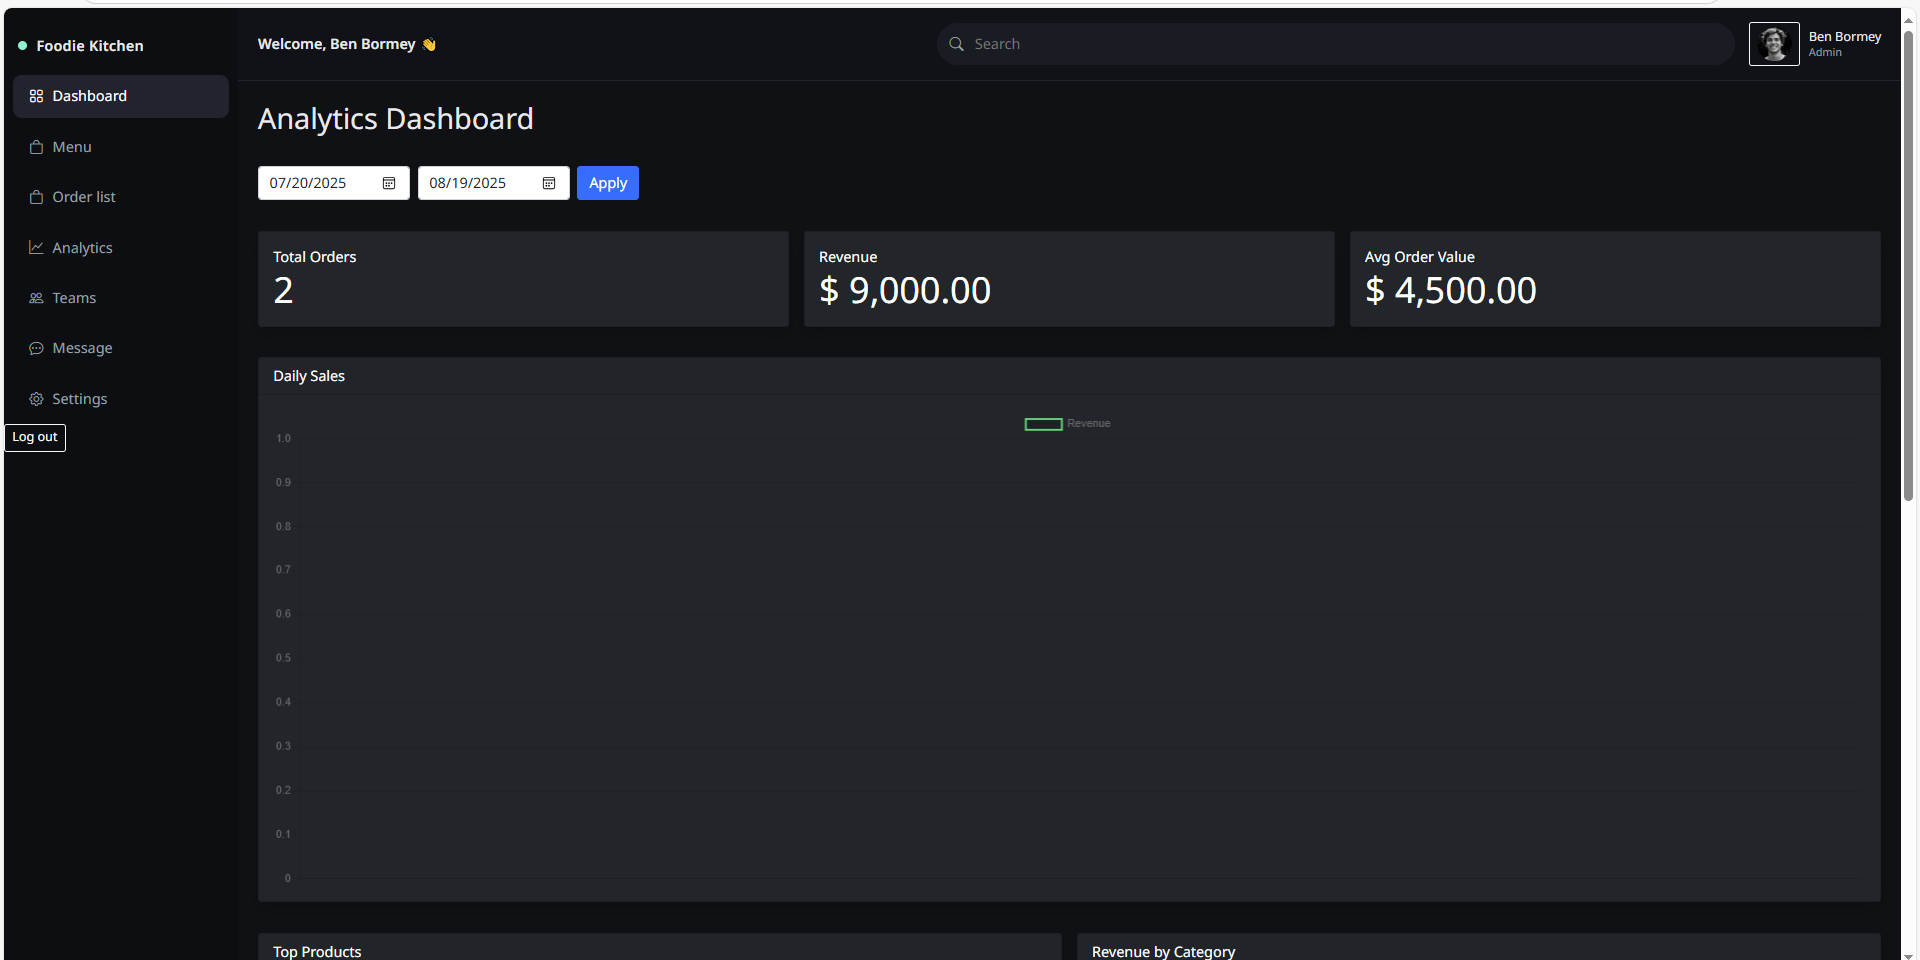 Foodie Kitchen
Dashboard
Menu
Order list
Analytics
Teams
Message
Settings
Log out
Welcome, Ben Bormey 👋
Search
Ben Bormey
Admin
Analytics Dashboard
07/20/2025
08/19/2025
Apply
Total Orders
2
Revenue
$ 9,000.00
Avg Order Value
$ 4,500.00
Daily Sales
Revenue
1.0
0.9
0.8
0.7
0.6
0.5
0.4
0.3
0.2
0.1
0
Top Products
Revenue by Category